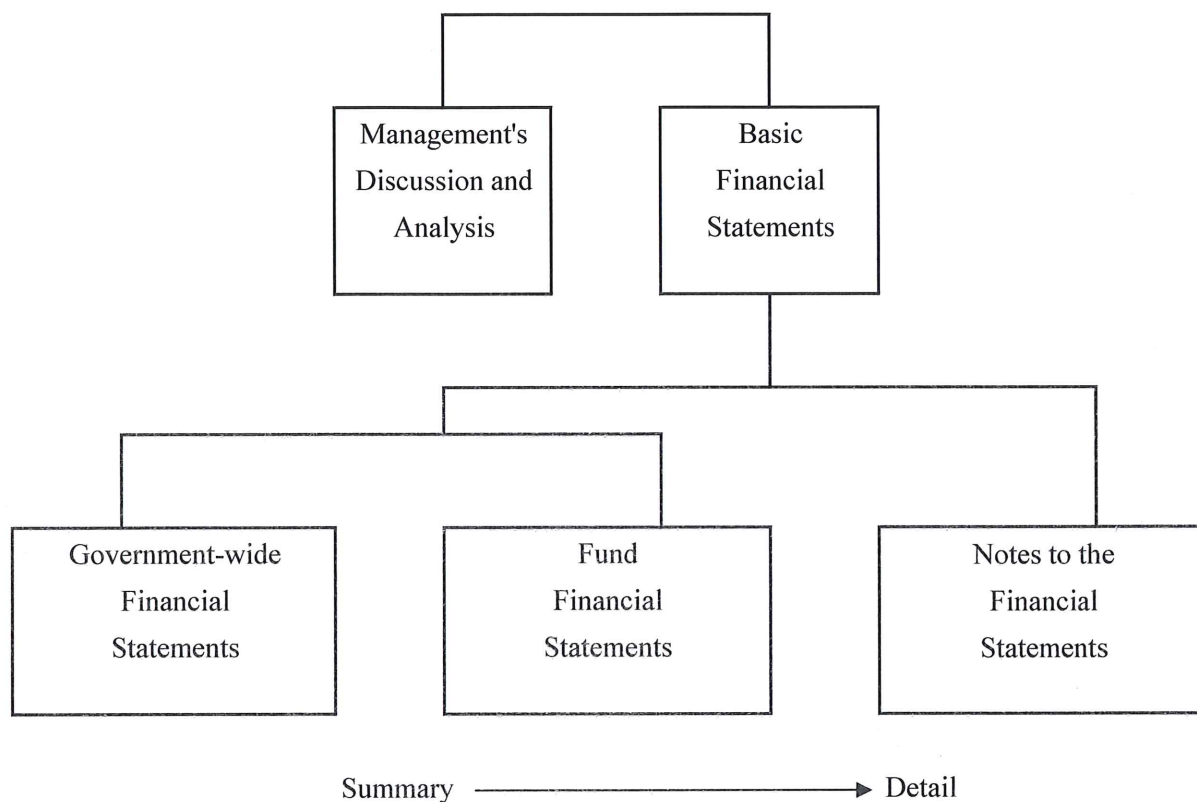 Management's
Discussion and
Analysis
Basic
Financial
Statements
Government-wide
Financial
Statements
Fund
Financial
Statements
Notes to the
Financial
Statements
Summary
Detail